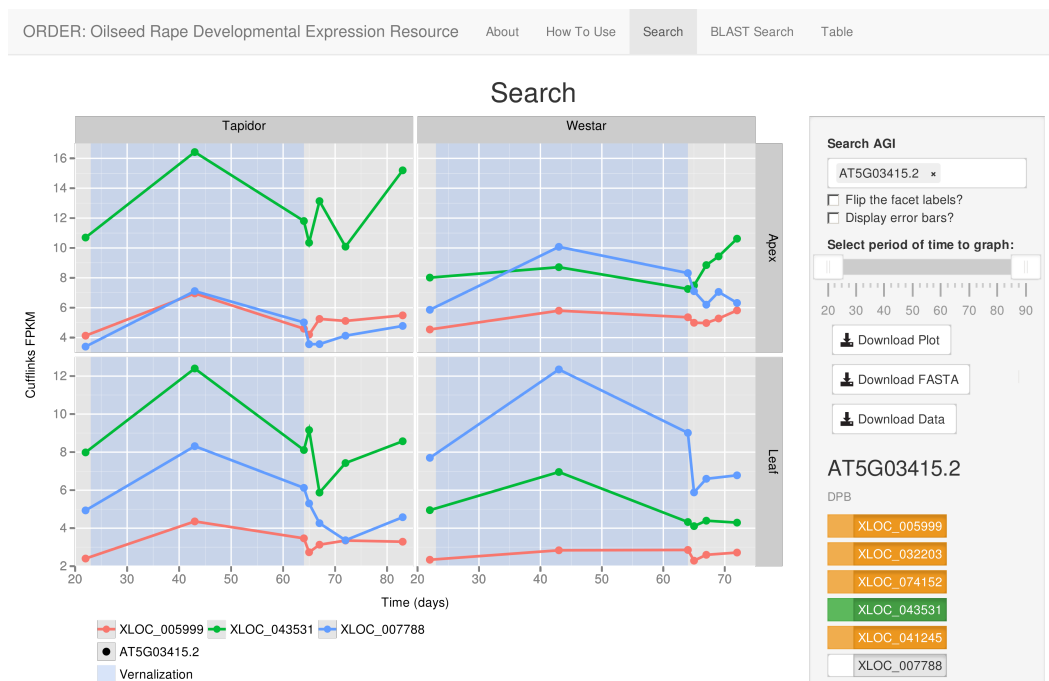 ORDER: Oilseed Rape Developmental Expression Resource About How To Use Search BLAST Search Table
Search
Tapidor Westar
16
14
12
10
8
6
4
Apex
12
10
8
6
4
2
Leaf
Cufflinks FPKM
20 30 40 50 60 70 80 20 30 40 50 60 70
Time (days)
XLOC_005999 XLOC_043531 XLOC_007788
AT5G03415.2
Vernalization
Search AGI
AT5G03415.2 ×
Flip the facet labels?
Display error bars?
Select period of time to graph:
20 30 40 50 60 70 80 90
Download Plot
Download FASTA
Download Data
AT5G03415.2
DPB
XLOC_005999
XLOC_032203
XLOC_074152
XLOC_043531
XLOC_041245
XLOC_007788